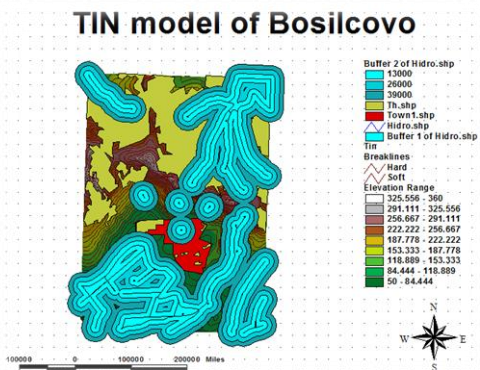 TIN model of Bosilcovo
Buffer 2 of Hidro.shp
13000
26000
39000
Th.shp
Town1.shp
Hidro.shp
Buffer 1 of Hidro.shp
Tin
Breaklines
Hard
Soft
Elevation Range
325.556 - 360
291.111 - 325.556
256.667 - 291.111
222.222 - 256.667
187.778 - 222.222
153.333 - 187.778
118.889 - 153.333
84.444 - 118.889
50 - 84.444
N
W E
S
100000 0 100000 200000 Miles